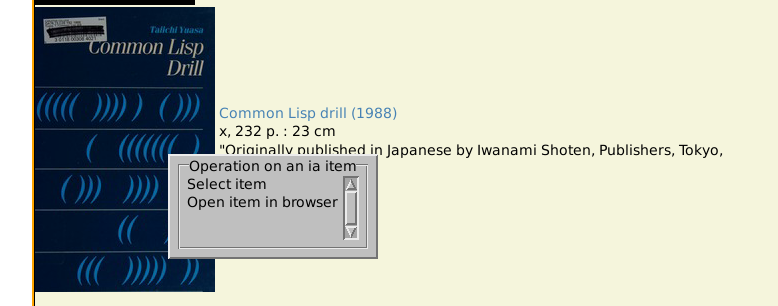 Taiichi Yuasa
Common Lisp
Drill
(((((  )))) )  ( )))
Common Lisp drill (1988)
x, 232 p. : 23 cm
"Originally published in Japanese by Iwanami Shoten, Publishers, Tokyo,
Operation on an ia item
Select item
Open item in browser